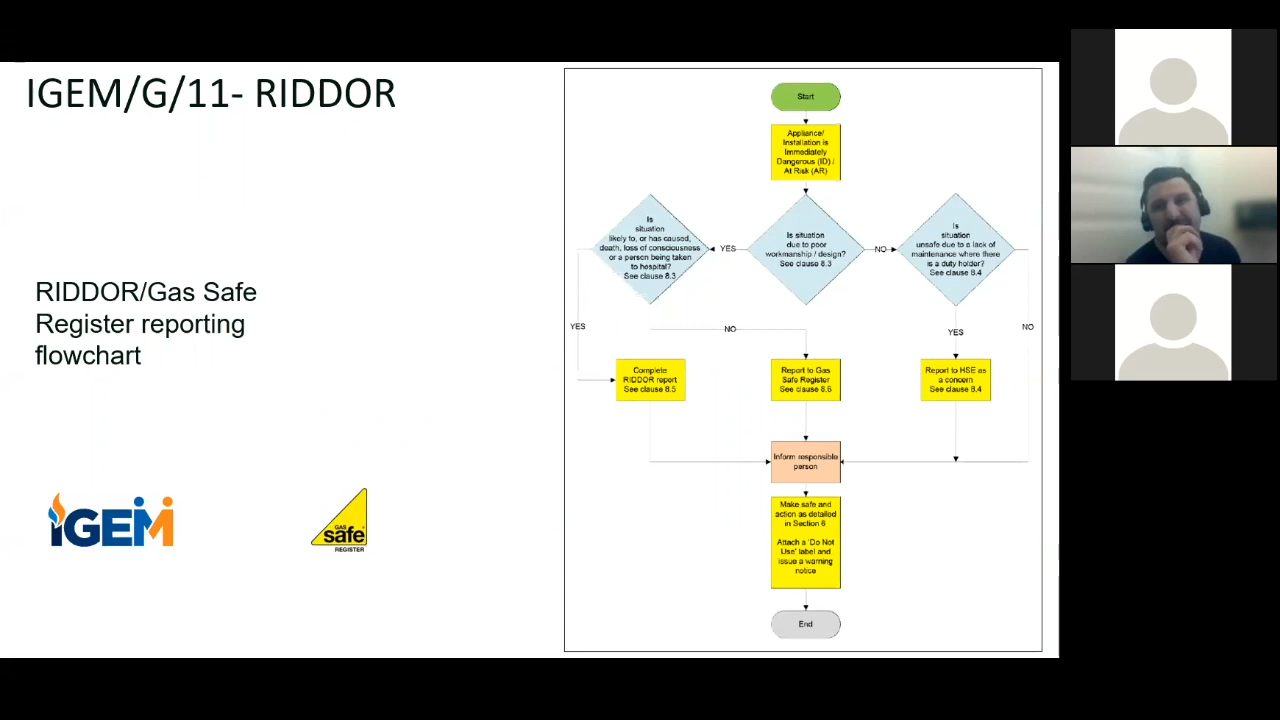 IGEM/G/11- RIDDOR
RIDDOR/Gas Safe
Register reporting
flowchart
IGEM
GAS
safe
REGISTER
Start
Appliance/
Installation is
Immediately
Dangerous (ID) /
At Risk (AR)
Is
situation
likely to, or has caused,
death, loss of consciousness
or a person being taken
to hospital?
See clause 8.3
YES
Is situation
due to poor
workmanship / design?
See clause 8.3
NO
Is
situation
unsafe due to a lack of
maintenance where there
is a duty holder?
See clause 8.4
YES
NO
YES
NO
Complete
RIDDOR report
See clause 8.5
Report to Gas
Safe Register
See clause 8.6
Report to HSE as
a concern
See clause 8.4
Inform responsible
person
Make safe and
action as detailed
in Section 6
Attach a 'Do Not
Use' label and
issue a warning
notice
End